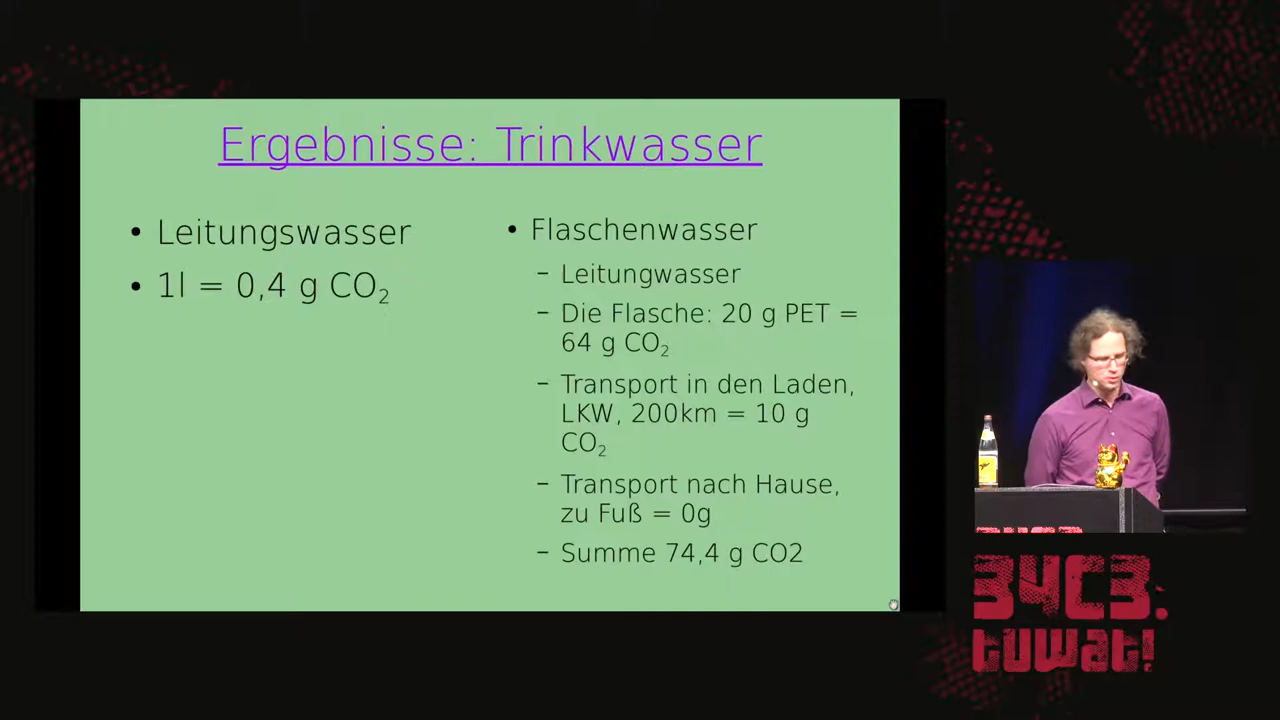 Ergebnisse: Trinkwasser
• Leitungswasser
• 1l = 0,4 g CO₂
• Flaschenwasser
– Leitungwasser
– Die Flasche: 20 g PET =
64 g CO₂
– Transport in den Laden,
LKW, 200km = 10 g
CO₂
– Transport nach Hause,
zu Fuß = 0g
– Summe 74,4 g CO2
34C3.
tuwat!